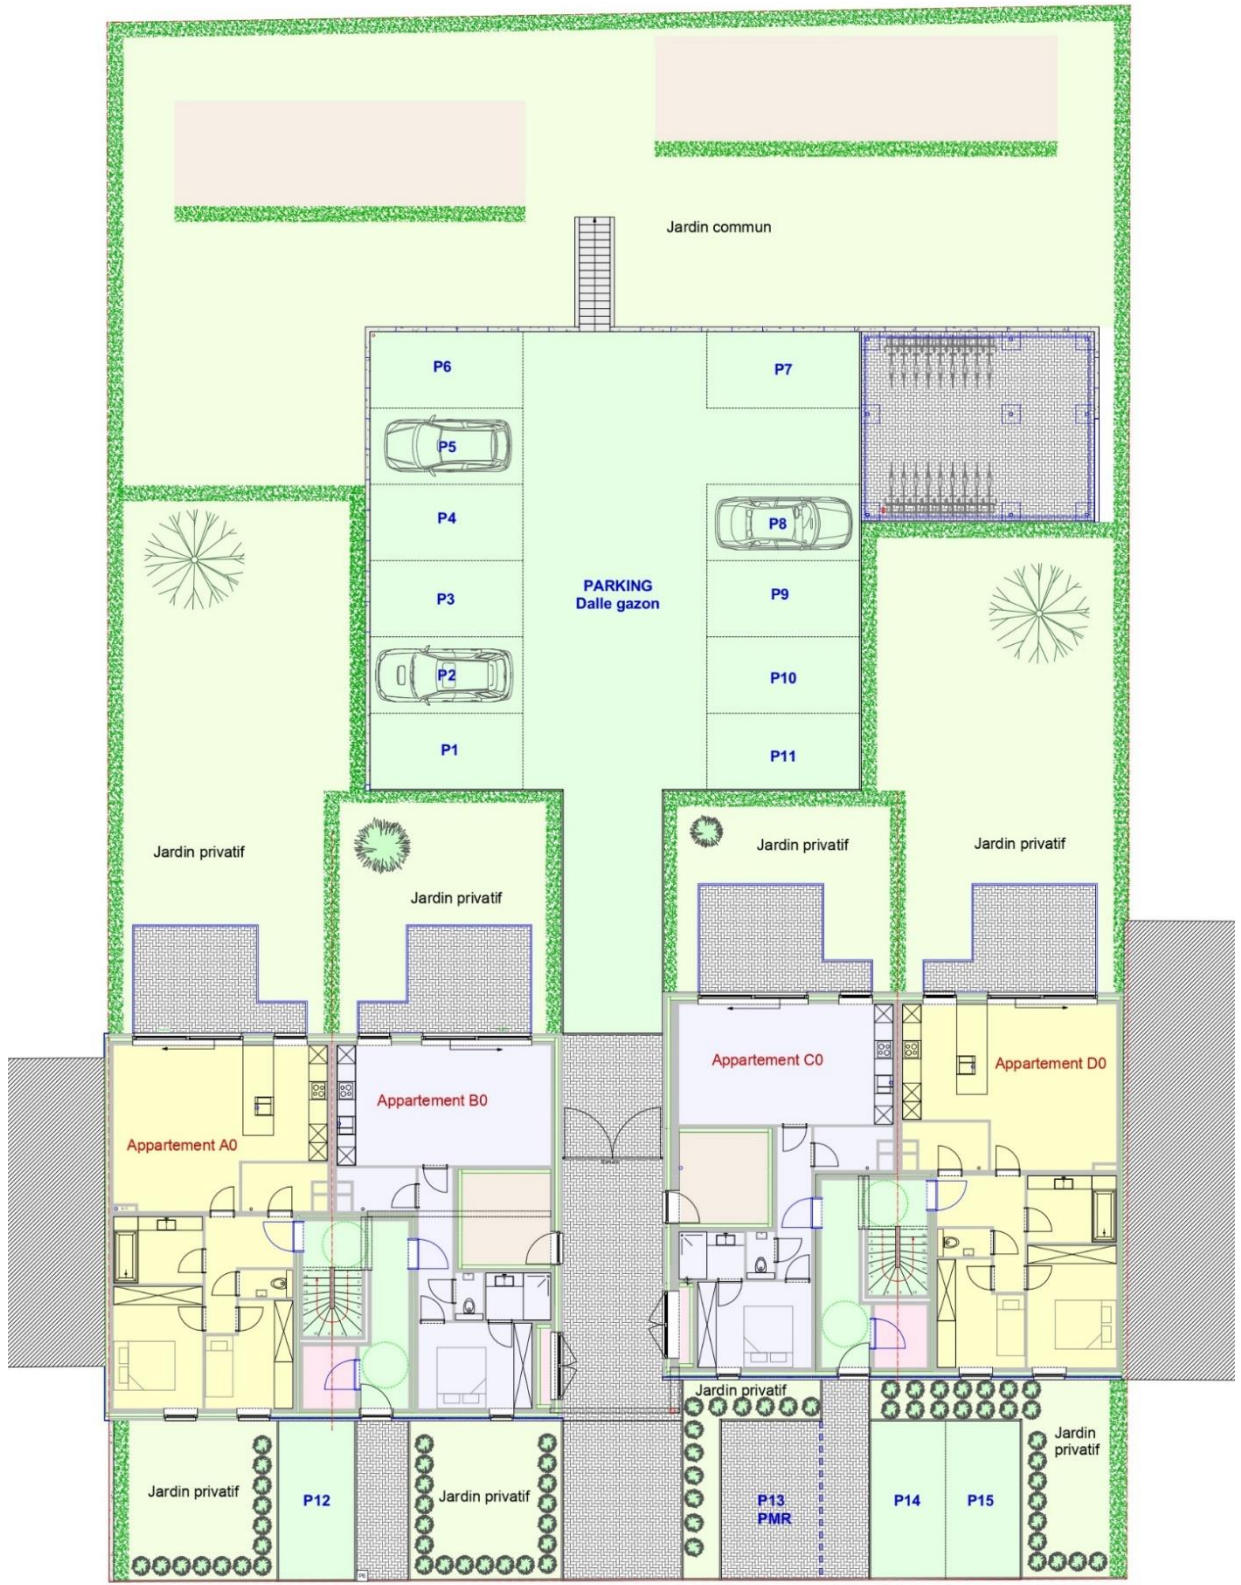 Jardin commun
P6
P7
P5
P4
P8
P3
PARKING
Dalle gazon
P9
P2
P10
P1
P11
Jardin privatif
Jardin privatif
Jardin privatif
Jardin privatif
Appartement A0
Appartement B0
Appartement C0
Appartement D0
Jardin privatif
Jardin
privatif
Jardin privatif
P12
Jardin privatif
P13
PMR
P14
P15